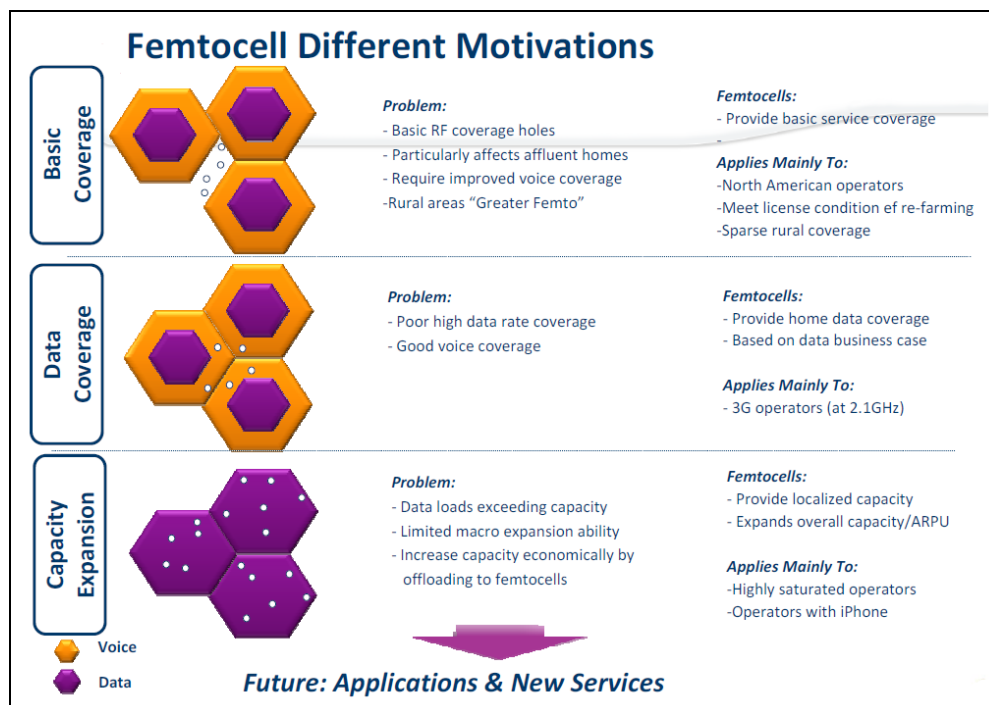 Femtocell Different Motivations
Basic
Coverage
Problem:
- Basic RF coverage holes
- Particularly affects affluent homes
- Require improved voice coverage
-Rural areas “Greater Femto”
Femtocells:
- Provide basic service coverage
-
Applies Mainly To:
-North American operators
-Meet license condition ef re-farming
-Sparse rural coverage
Data
Coverage
Problem:
- Poor high data rate coverage
- Good voice coverage
Femtocells:
- Provide home data coverage
- Based on data business case
Applies Mainly To:
- 3G operators (at 2.1GHz)
Capacity
Expansion
Problem:
- Data loads exceeding capacity
- Limited macro expansion ability
- Increase capacity economically by
offloading to femtocells
Femtocells:
- Provide localized capacity
- Expands overall capacity/ARPU
Applies Mainly To:
-Highly saturated operators
-Operators with iPhone
Voice
Data
Future: Applications & New Services